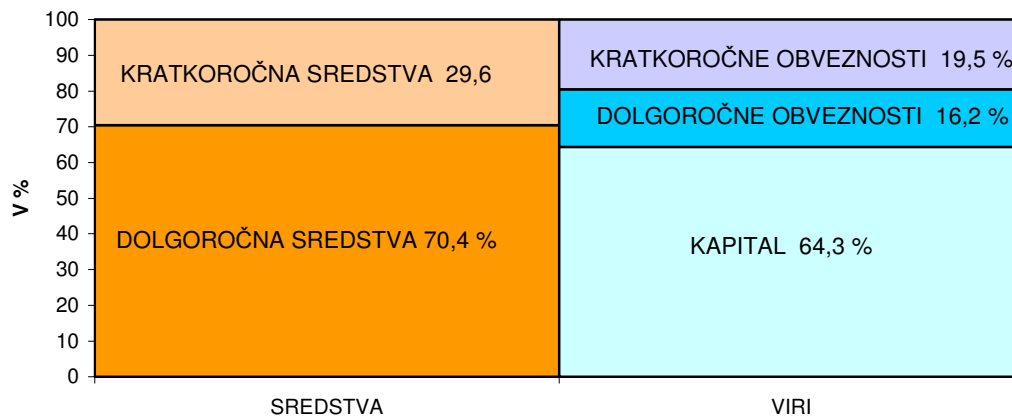 100
90
80
70
60
50
40
30
20
10
0
V %
KRATKOROČNA SREDSTVA 29,6
DOLGOROČNA SREDSTVA 70,4 %
KRATKOROČNE OBVEZNOSTI 19,5 %
DOLGOROČNE OBVEZNOSTI 16,2 %
KAPITAL 64,3 %
SREDSTVA
VIRI